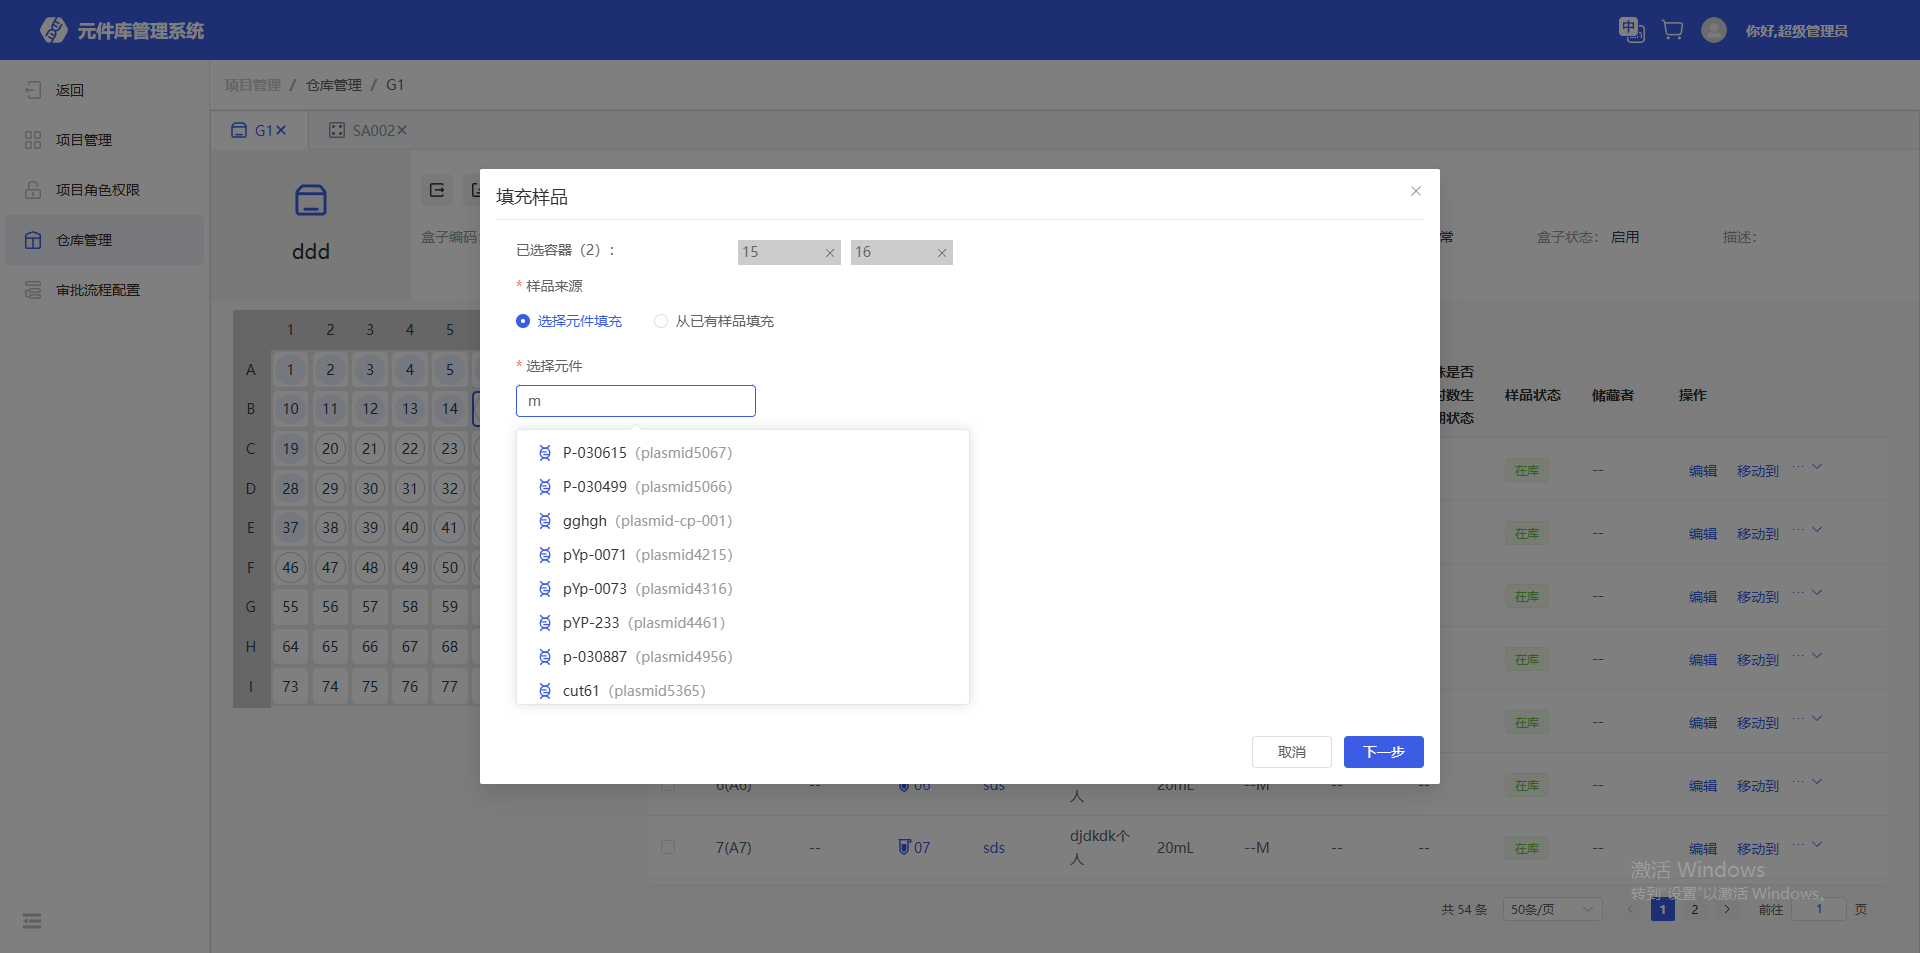 元件库管理系统
你好,超级管理员
返回
项目管理
项目角色权限
仓库管理
审批流程配置
项目管理 / 仓库管理 / G1
G1
SA002
ddd
盒子编码:
常
盒子状态: 启用
描述:
1 2 3 4 5
A 1 2 3 4 5
B 10 11 12 13 14
C 19 20 21 22 23
D 28 29 30 31 32
E 37 38 39 40 41
F 46 47 48 49 50
G 55 56 57 58 59
H 64 65 66 67 68
I 73 74 75 76 77
填充样品
已选容器（2）:
15
16
* 样品来源
选择元件填充
从已有样品填充
* 选择元件
m
P-030615 (plasmid5067)
P-030499 (plasmid5066)
gghgh (plasmid-cp-001)
pYp-0071 (plasmid4215)
pYp-0073 (plasmid4316)
pYP-233 (plasmid4461)
p-030887 (plasmid4956)
cut61 (plasmid5365)
取消
下一步
是否
数生
状态
样品状态 储藏者 操作
在库 -- 编辑 移动到 ...
在库 -- 编辑 移动到 ...
在库 -- 编辑 移动到 ...
在库 -- 编辑 移动到 ...
在库 -- 编辑 移动到 ...
6(A6) -- 06 sds 人 20mL --M -- -- 在库 -- 编辑 移动到 ...
7(A7) -- 07 sds djdkdk个
人 20mL --M -- -- 在库 -- 编辑 移动到 ...
激活 Windows
转到"设置"以激活 Windows。
共 54 条 50条/页 1 2 前往 1 页